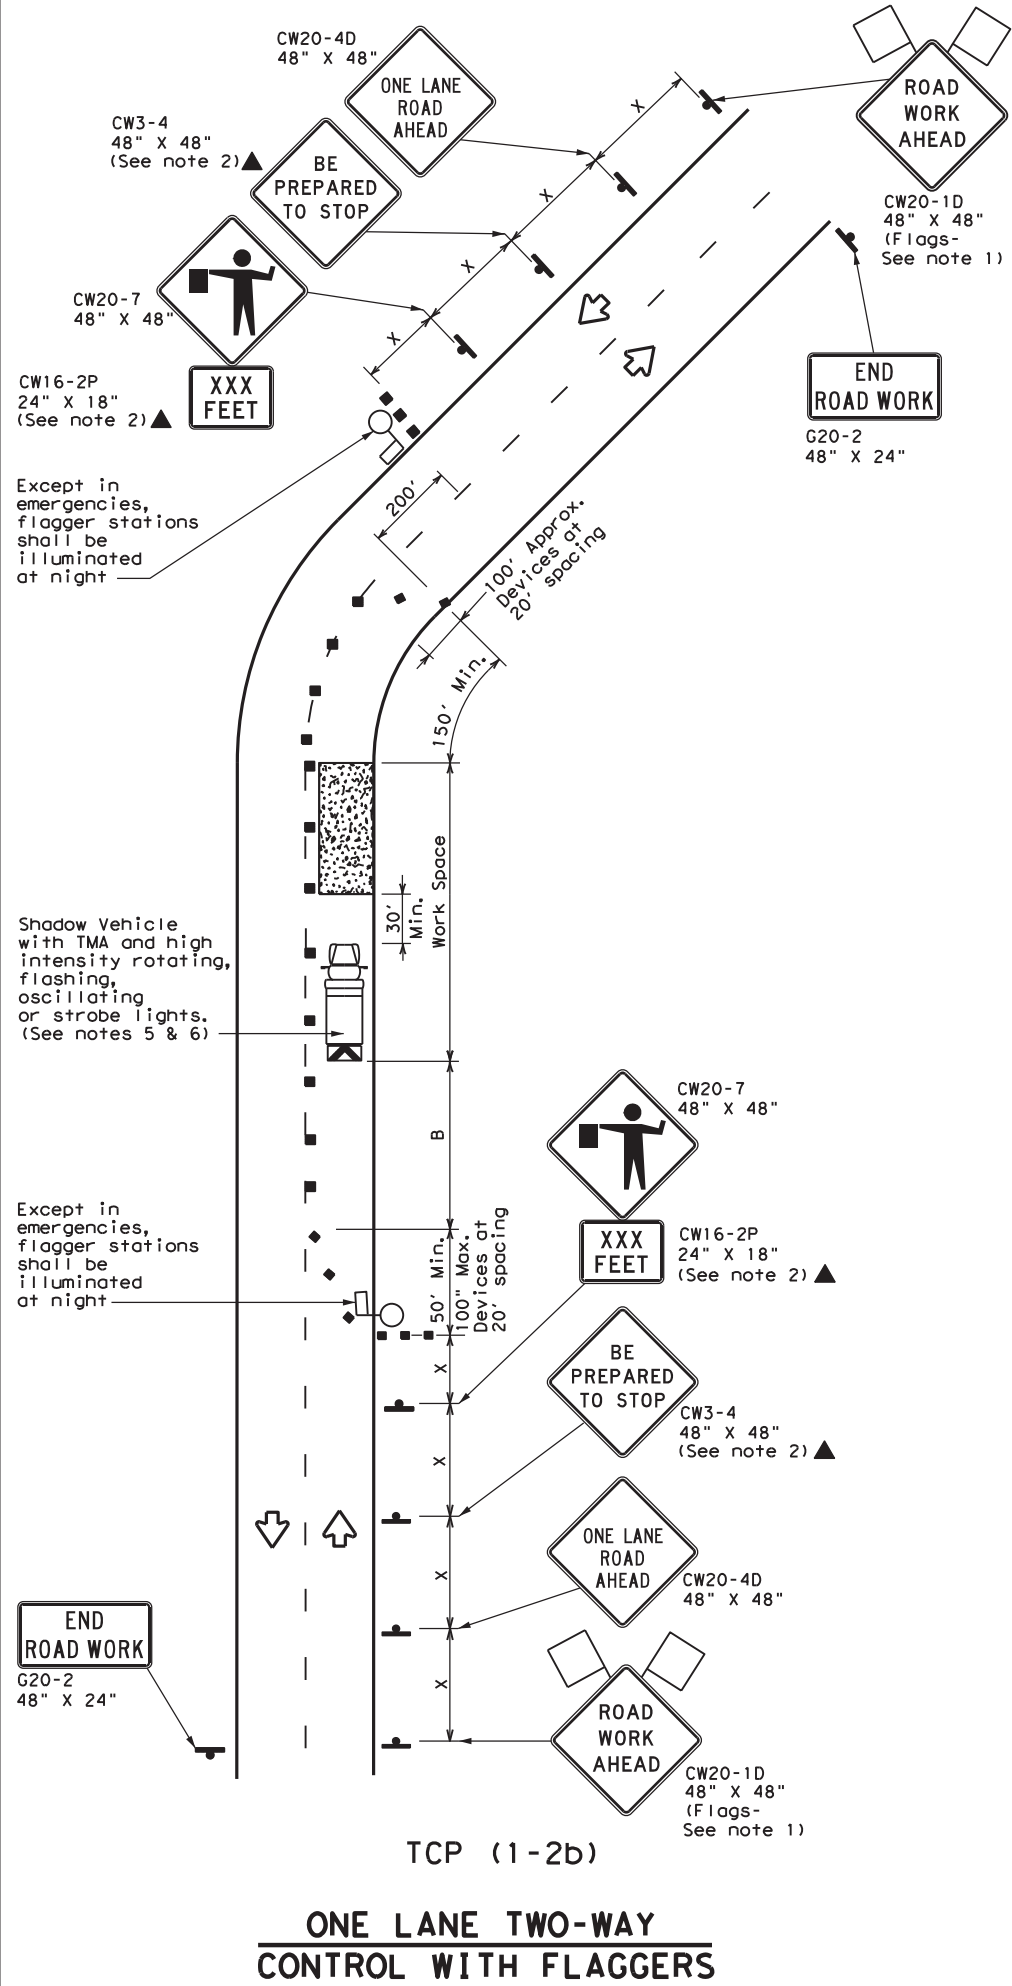 CW20-4D
48" X 48"
ONE LANE
ROAD
AHEAD
ROAD
WORK
AHEAD
CW20-1D
48" X 48"
(Flags-
See note 1)
CW3-4
48" X 48"
(See note 2)
BE
PREPARED
TO STOP
X
X
X
X
CW20-7
48" X 48"
CW16-2P
24" X 18"
(See note 2)
XXX
FEET
END
ROAD WORK
G20-2
48" X 24"
Except in
emergencies,
flagger stations
shall be
illuminated
at night
200'
100' Approx.
Devices at
20' spacing
150' Min.
Work Space
30'
Min.
Shadow Vehicle
with TMA and high
intensity rotating,
flashing,
oscillating
or strobe lights.
(See notes 5 & 6)
B
CW20-7
48" X 48"
XXX
FEET
CW16-2P
24" X 18"
(See note 2)
Except in
emergencies,
flagger stations
shall be
illuminated
at night
50' Min.
100" Max.
Devices at
20' spacing
X
BE
PREPARED
TO STOP
CW3-4
48" X 48"
(See note 2)
X
ONE LANE
ROAD
AHEAD
CW20-4D
48" X 48"
X
END
ROAD WORK
G20-2
48" X 24"
X
ROAD
WORK
AHEAD
CW20-1D
48" X 48"
(Flags-
See note 1)
TCP (1-2b)
ONE LANE TWO-WAY
CONTROL WITH FLAGGERS